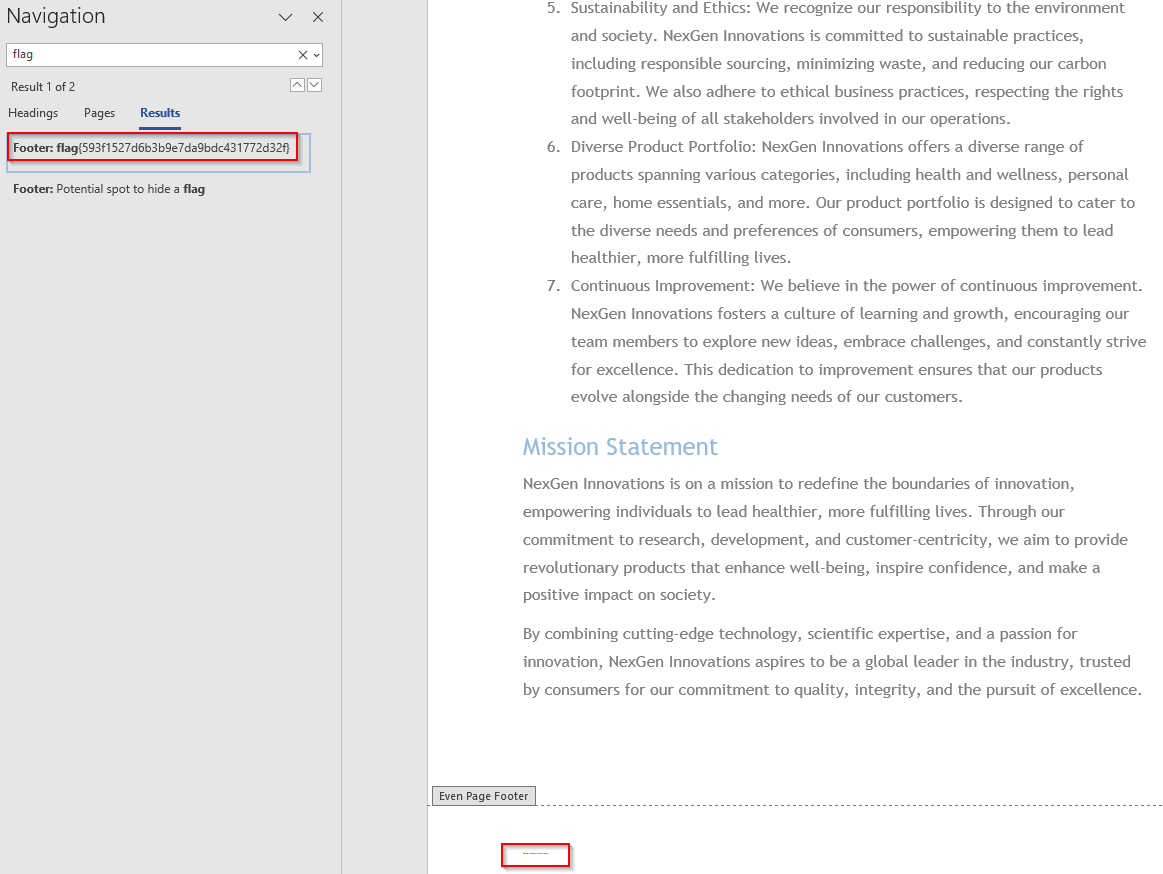 Navigation
flag
Result 1 of 2
Headings Pages Results
Footer: flag{593f1527d6b3b9e7da9bdc431772d32f}
Footer: Potential spot to hide a flag
5. Sustainability and Ethics: We recognize our responsibility to the environment
and society. NexGen Innovations is committed to sustainable practices,
including responsible sourcing, minimizing waste, and reducing our carbon
footprint. We also adhere to ethical business practices, respecting the rights
and well-being of all stakeholders involved in our operations.
6. Diverse Product Portfolio: NexGen Innovations offers a diverse range of
products spanning various categories, including health and wellness, personal
care, home essentials, and more. Our product portfolio is designed to cater to
the diverse needs and preferences of consumers, empowering them to lead
healthier, more fulfilling lives.
7. Continuous Improvement: We believe in the power of continuous improvement.
NexGen Innovations fosters a culture of learning and growth, encouraging our
team members to explore new ideas, embrace challenges, and constantly strive
for excellence. This dedication to improvement ensures that our products
evolve alongside the changing needs of our customers.
Mission Statement
NexGen Innovations is on a mission to redefine the boundaries of innovation,
empowering individuals to lead healthier, more fulfilling lives. Through our
commitment to research, development, and customer-centricity, we aim to provide
revolutionary products that enhance well-being, inspire confidence, and make a
positive impact on society.
By combining cutting-edge technology, scientific expertise, and a passion for
innovation, NexGen Innovations aspires to be a global leader in the industry, trusted
by consumers for our commitment to quality, integrity, and the pursuit of excellence.
Even Page Footer